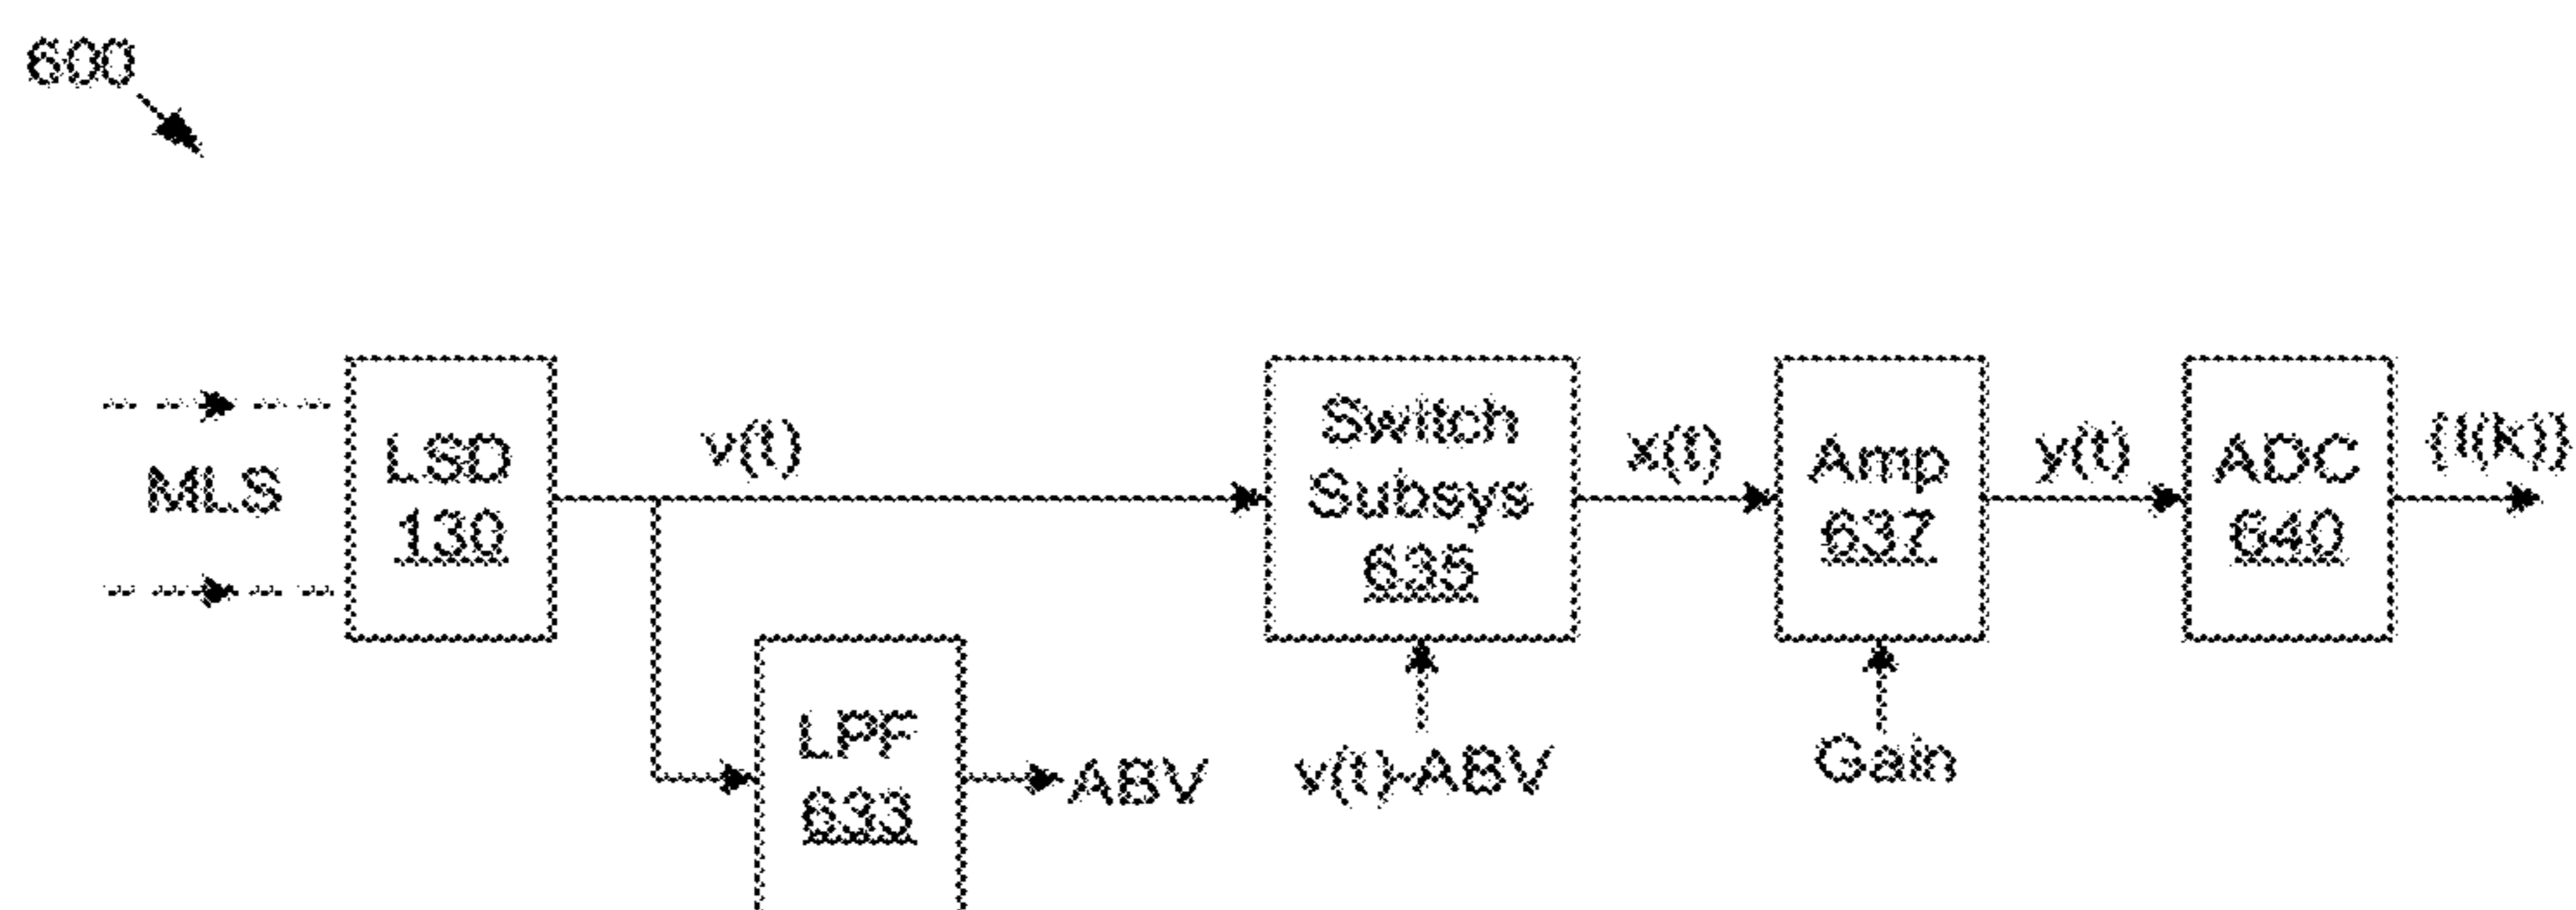 600
MLS
LSD
130
v(t)
LPF
633
ABV
Switch
Subsys
635
v(t)-ABV
x(t)
Amp
637
Gain
y(t)
ADC
640
{I(k)}